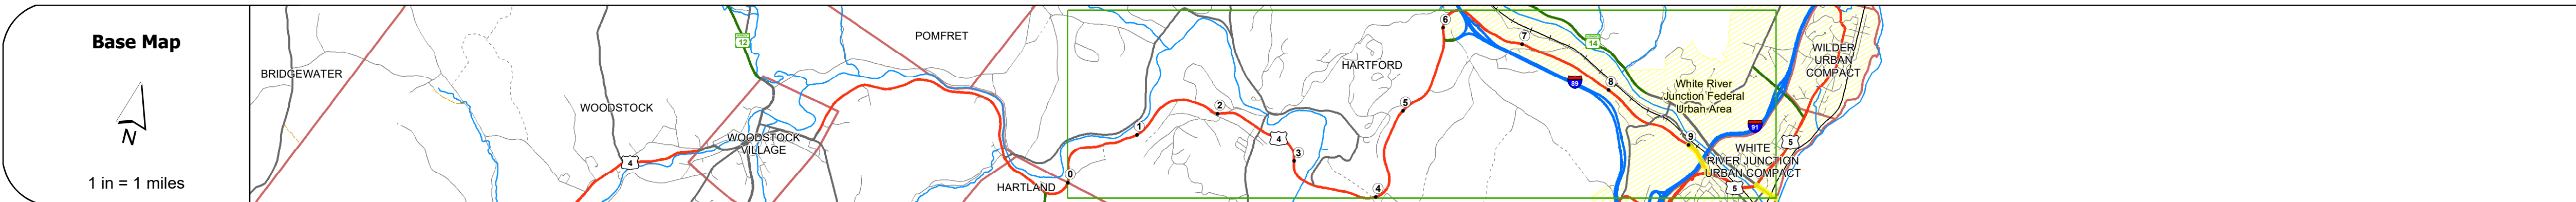 Base Map
N
1 in = 1 miles
BRIDGEWATER
WOODSTOCK
4
12
WOODSTOCK
VILLAGE
POMFRET
HARTLAND
0
1
2
4
3
4
5
HARTFORD
6
7
89
14
8
White River
Junction Federal
Urban Area
9
91
WILDER
URBAN
COMPACT
5
WHITE
RIVER JUNCTION
URBAN COMPACT
5